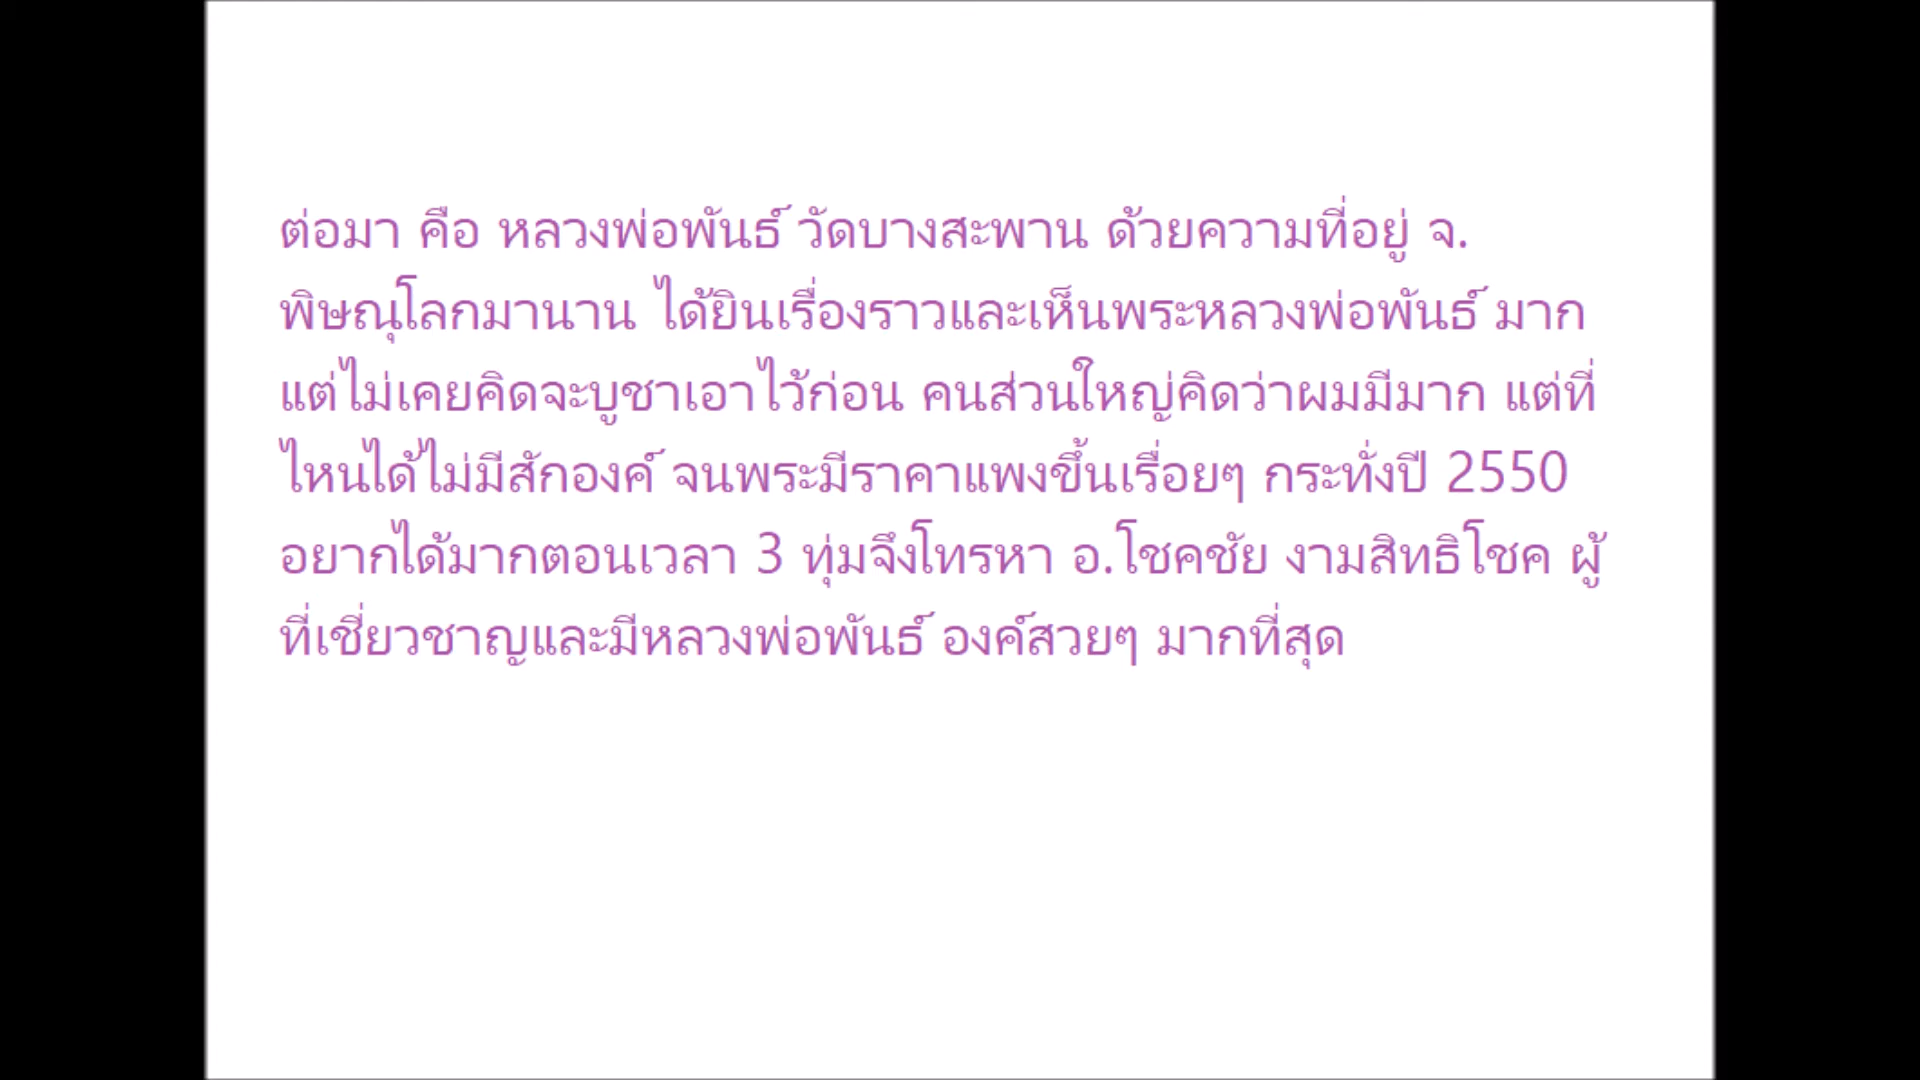 ต่อมา คือ หลวงพ่อพันธ์ วัดบางสะพาน ด้วยความที่อยู่ จ.
พิษณุโลกมานาน ได้ยินเรื่องราวและเห็นพระหลวงพ่อพันธ์ มาก
แต่ไม่เคยคิดจะบูชาเอาไว้ก่อน คนส่วนใหญ่คิดว่าผมมีมาก แต่ที่
ไหนได้ไม่มีสักองค์ จนพระมีราคาแพงขึ้นเรื่อยๆ กระทั่งปี 2550
อยากได้มากตอนเวลา 3 ทุ่มจึงโทรหา อ.โชคชัย งามสิทธิโชค ผู้
ที่เชี่ยวชาญและมีหลวงพ่อพันธ์ องค์สวยๆ มากที่สุด